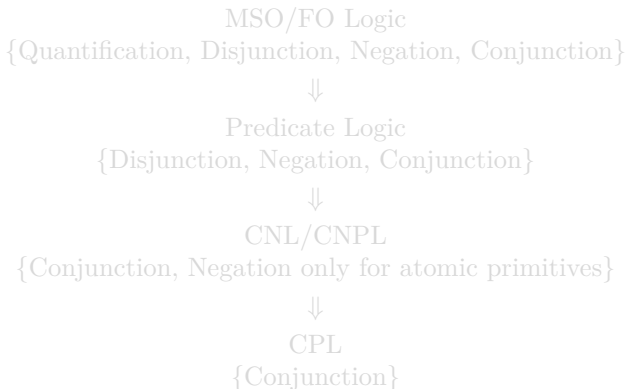 MSO/FO Logic
{Quantification, Disjunction, Negation, Conjunction}
⇓
Predicate Logic
{Disjunction, Negation, Conjunction}
⇓
CNL/CNPL
{Conjunction, Negation only for atomic primitives}
⇓
CPL
{Conjunction}